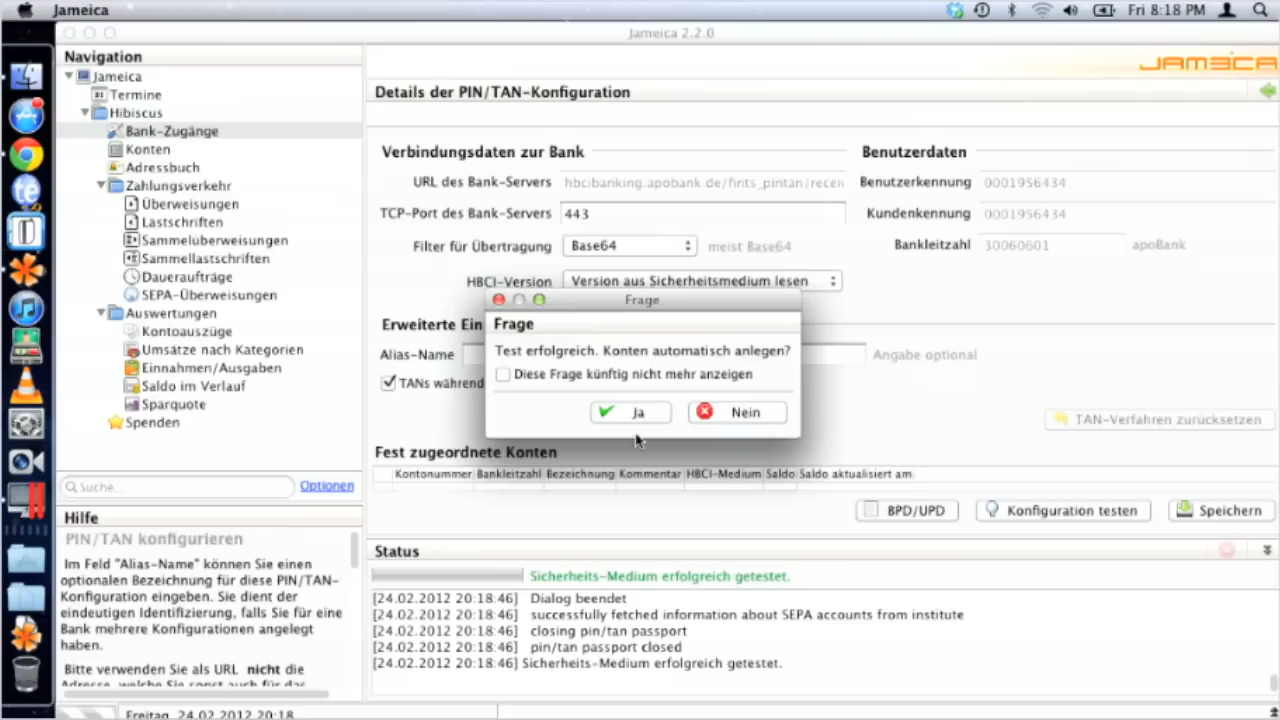 Jameica
Fri 8:18 PM
Jameica 2.2.0
Navigation
Jameica
Termine
Hibiscus
Bank-Zugänge
Konten
Adressbuch
Zahlungsverkehr
Überweisungen
Lastschriften
Sammelüberweisungen
Sammellastschriften
Daueraufträge
SEPA-Überweisungen
Auswertungen
Kontoauszüge
Umsätze nach Kategorien
Einnahmen/Ausgaben
Saldo im Verlauf
Sparquote
Spenden
Suche...
Optionen
Hilfe
PIN/TAN konfigurieren
Im Feld "Alias-Name" können Sie einen
optionalen Bezeichnung für diese PIN/TAN-
Konfiguration eingeben. Sie dient der
eindeutigen Identifizierung, falls Sie für eine
Bank mehrere Konfigurationen angelegt
haben.
Bitte verwenden Sie als URL nicht die
Adresse, welche Sie sonst auch für das
JAMEICA
Details der PIN/TAN-Konfiguration
Verbindungsdaten zur Bank
URL des Bank-Servers hbcibanking.apobank.de/fints_pintan/receiv
TCP-Port des Bank-Servers 443
Filter für Übertragung Base64 meist Base64
HBCI-Version Version aus Sicherheitsmedium lesen
Benutzerdaten
Benutzerkennung 0001956434
Kundenkennung 0001956434
Bankleitzahl 30060601 apoBank
Erweiterte Ein
Alias-Name Angabe optional
TANs während
TAN-Verfahren zurücksetzen
Frage
Frage
Test erfolgreich. Konten automatisch anlegen?
Diese Frage künftig nicht mehr anzeigen
Ja Nein
Fest zugeordnete Konten
Kontonummer Bankleitzahl Bezeichnung Kommentar HBCI-Medium Saldo Saldo aktualisiert am
BPD/UPD Konfiguration testen Speichern
Status
Sicherheits-Medium erfolgreich getestet.
[24.02.2012 20:18:46] Dialog beendet
[24.02.2012 20:18:46] successfully fetched information about SEPA accounts from institute
[24.02.2012 20:18:46] closing pin/tan passport
[24.02.2012 20:18:46] pin/tan passport closed
[24.02.2012 20:18:46] Sicherheits-Medium erfolgreich getestet.
Freitag, 24.02.2012 20:18